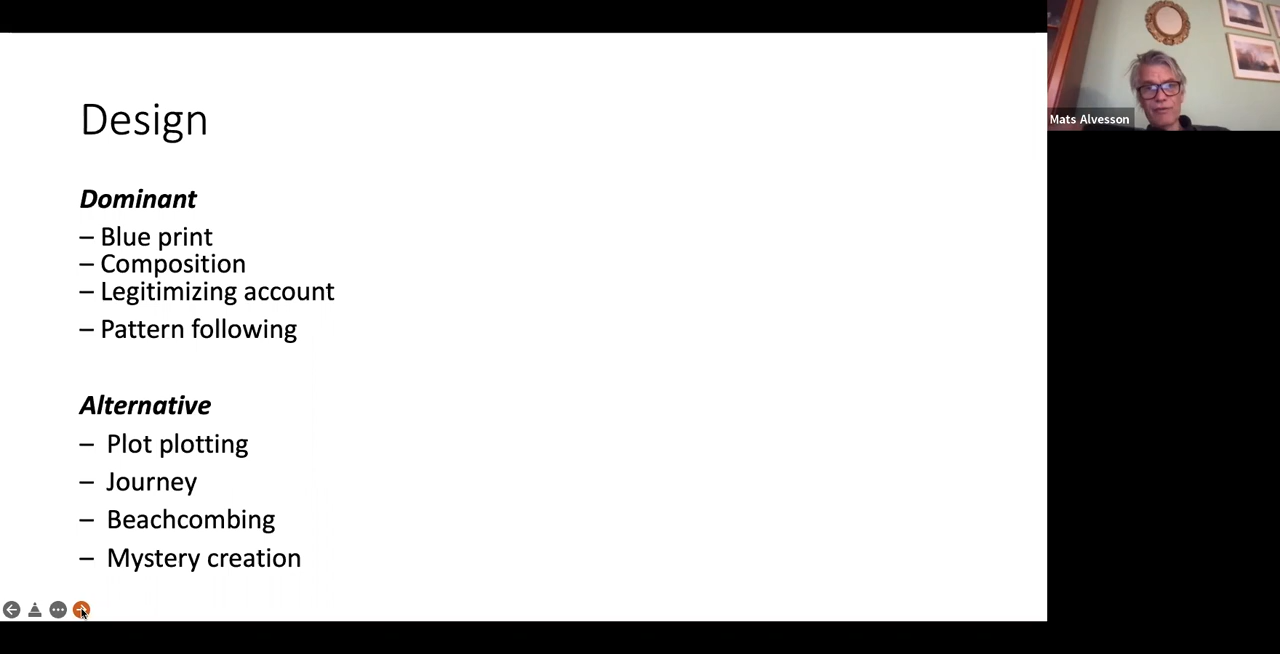 Design
Dominant
– Blue print
– Composition
– Legitimizing account
– Pattern following
Alternative
– Plot plotting
– Journey
– Beachcombing
– Mystery creation
Mats Alvesson